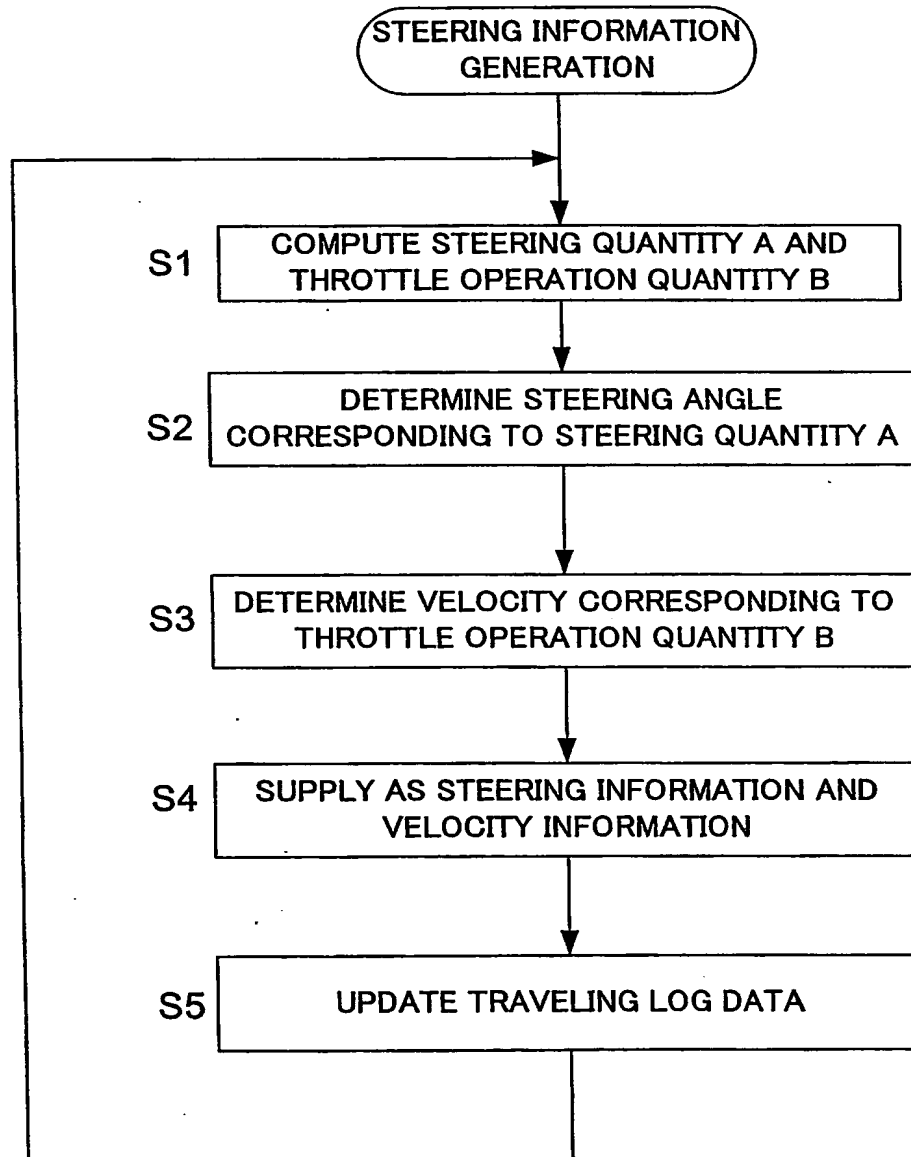 STEERING INFORMATION
GENERATION
S1
COMPUTE STEERING QUANTITY A AND
THROTTLE OPERATION QUANTITY B
S2
DETERMINE STEERING ANGLE
CORRESPONDING TO STEERING QUANTITY A
S3
DETERMINE VELOCITY CORRESPONDING TO
THROTTLE OPERATION QUANTITY B
S4
SUPPLY AS STEERING INFORMATION AND
VELOCITY INFORMATION
S5
UPDATE TRAVELING LOG DATA